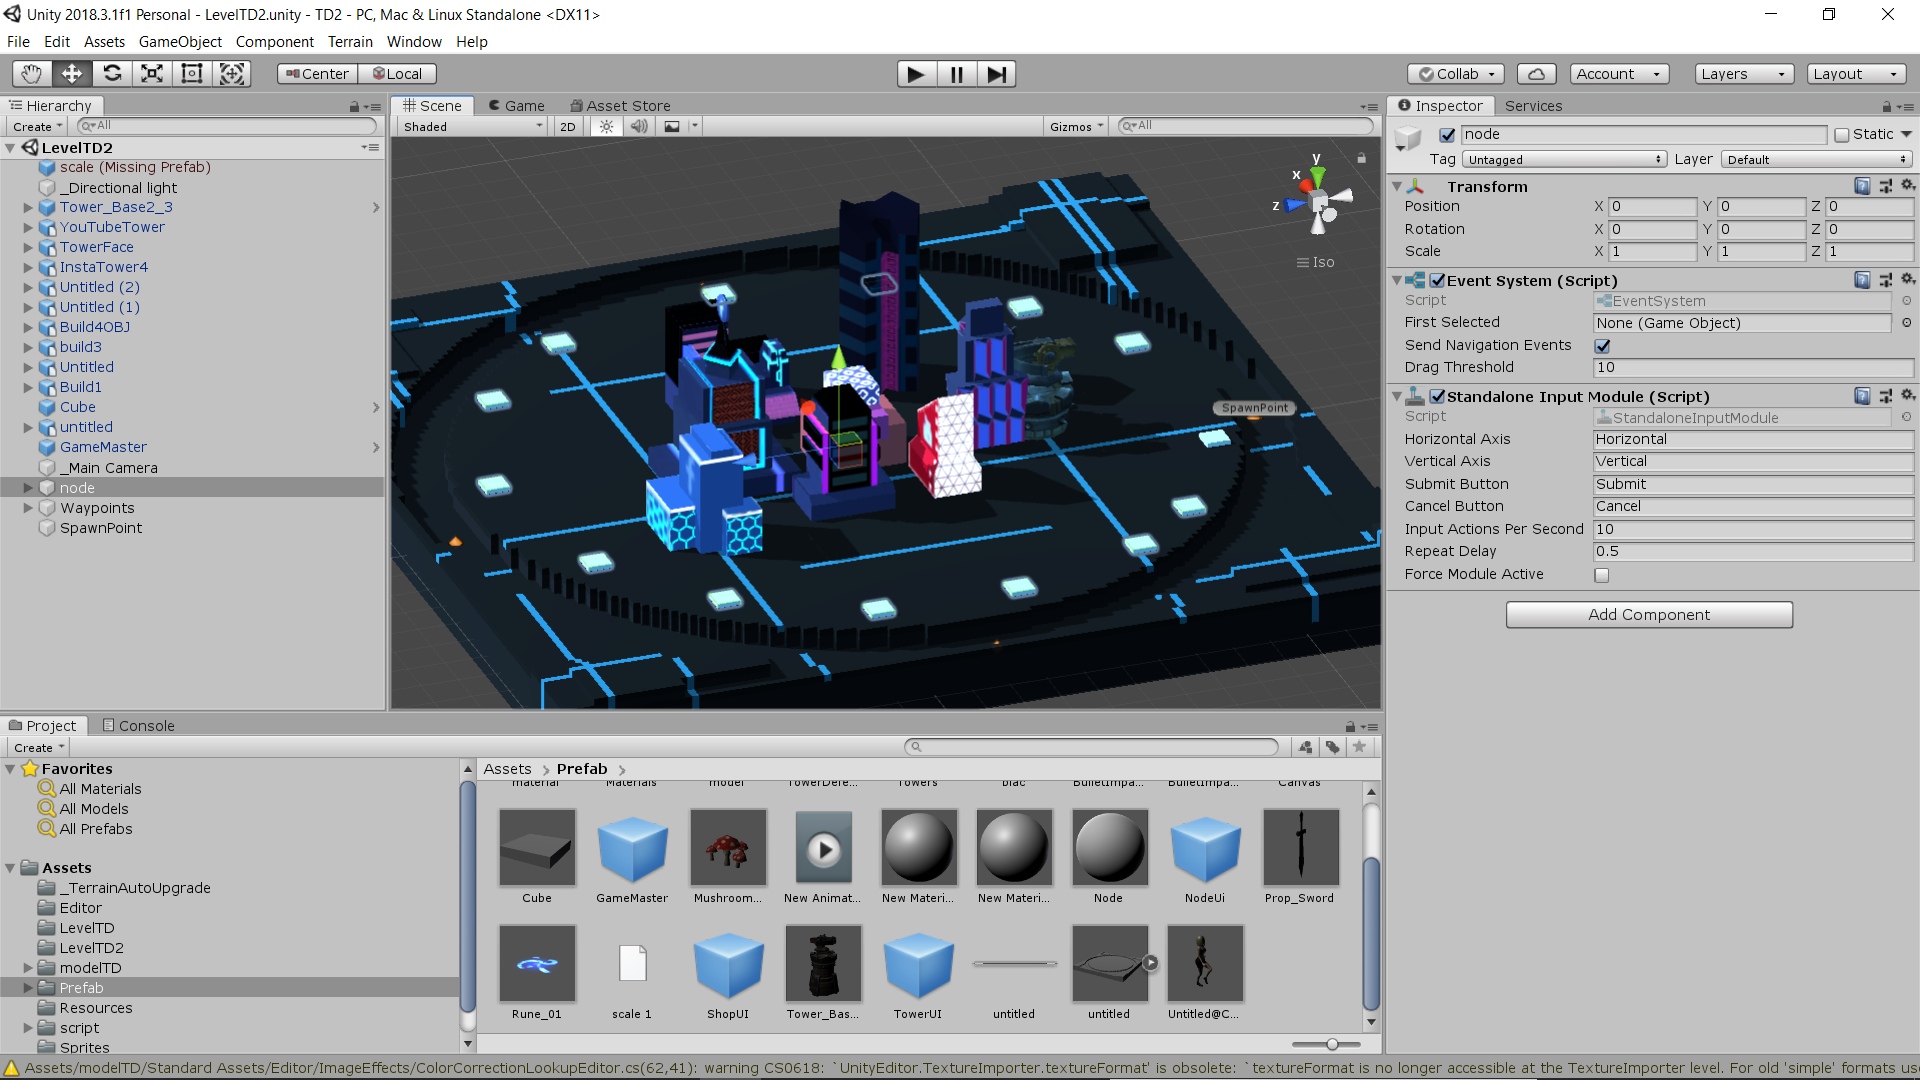 Unity 2018.3.1f1 Personal - LevelTD2.unity - TD2 - PC, Mac & Linux Standalone <DX11>
File Edit Assets GameObject Component Terrain Window Help
Center Local Collab Account Layers Layout
Hierarchy
Create All
LevelTD2
scale (Missing Prefab)
_Directional light
Tower_Base2_3
YouTubeTower
TowerFace
InstaTower4
Untitled (2)
Untitled (1)
Build4OBJ
build3
Untitled
Build1
Cube
untitled
GameMaster
_Main Camera
node
Waypoints
SpawnPoint
Scene Game Asset Store
Shaded 2D Gizmos All
y
x
z
Iso
SpawnPoint
Inspector Services
node Static
Tag Untagged Layer Default
Transform
Position X 0 Y 0 Z 0
Rotation X 0 Y 0 Z 0
Scale X 1 Y 1 Z 1
Event System (Script)
Script EventSystem
First Selected None (Game Object)
Send Navigation Events
Drag Threshold 10
Standalone Input Module (Script)
Script StandaloneInputModule
Horizontal Axis Horizontal
Vertical Axis Vertical
Submit Button Submit
Cancel Button Cancel
Input Actions Per Second 10
Repeat Delay 0.5
Force Module Active
Add Component
Project Console
Create
Favorites
All Materials
All Models
All Prefabs
Assets
_TerrainAutoUpgrade
Editor
LevelTD
LevelTD2
modelTD
Prefab
Resources
script
Sprites
Assets > Prefab >
material Materials model TowerDefe... Towers blac BulletImpa... BulletImpa... Canvas
Cube GameMaster Mushroom... New Animat... New Materi... New Materi... Node NodeUi Prop_Sword
Rune_01 scale 1 ShopUI Tower_Bas... TowerUI untitled untitled Untitled@C...
Assets/modelTD/Standard Assets/Editor/ImageEffects/ColorCorrectionLookupEditor.cs(62,41): warning CS0618: `UnityEditor.TextureImporter.textureFormat' is obsolete: `textureFormat is no longer accessible at the TextureImporter level. For old 'simple' formats us